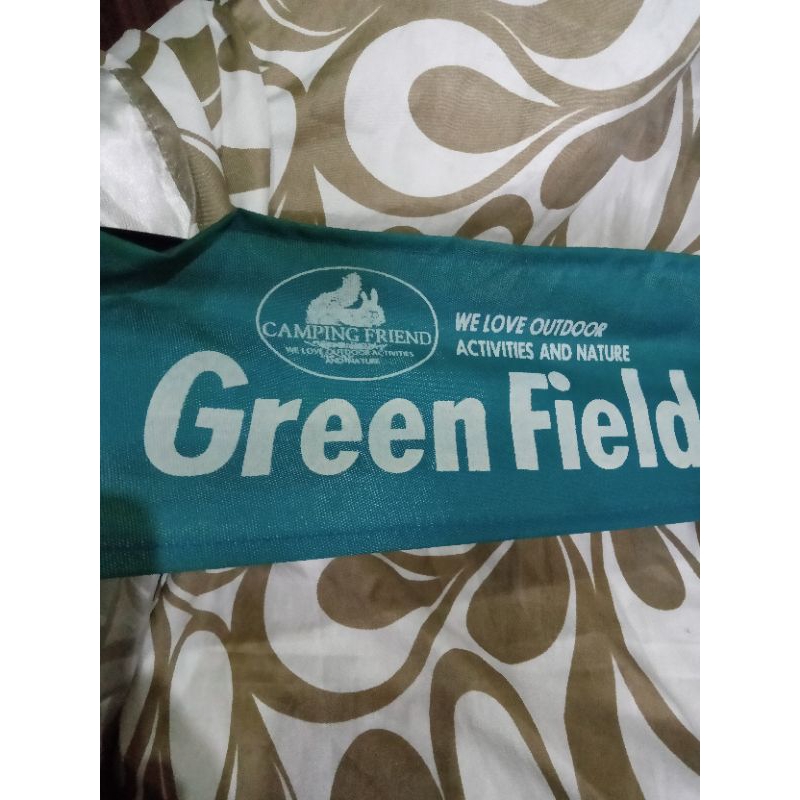 CAMPING FRIEND
WE LOVE OUTDOOR ACTIVITIES
AND NATURE
WE LOVE OUTDOOR
ACTIVITIES AND NATURE
Green Field